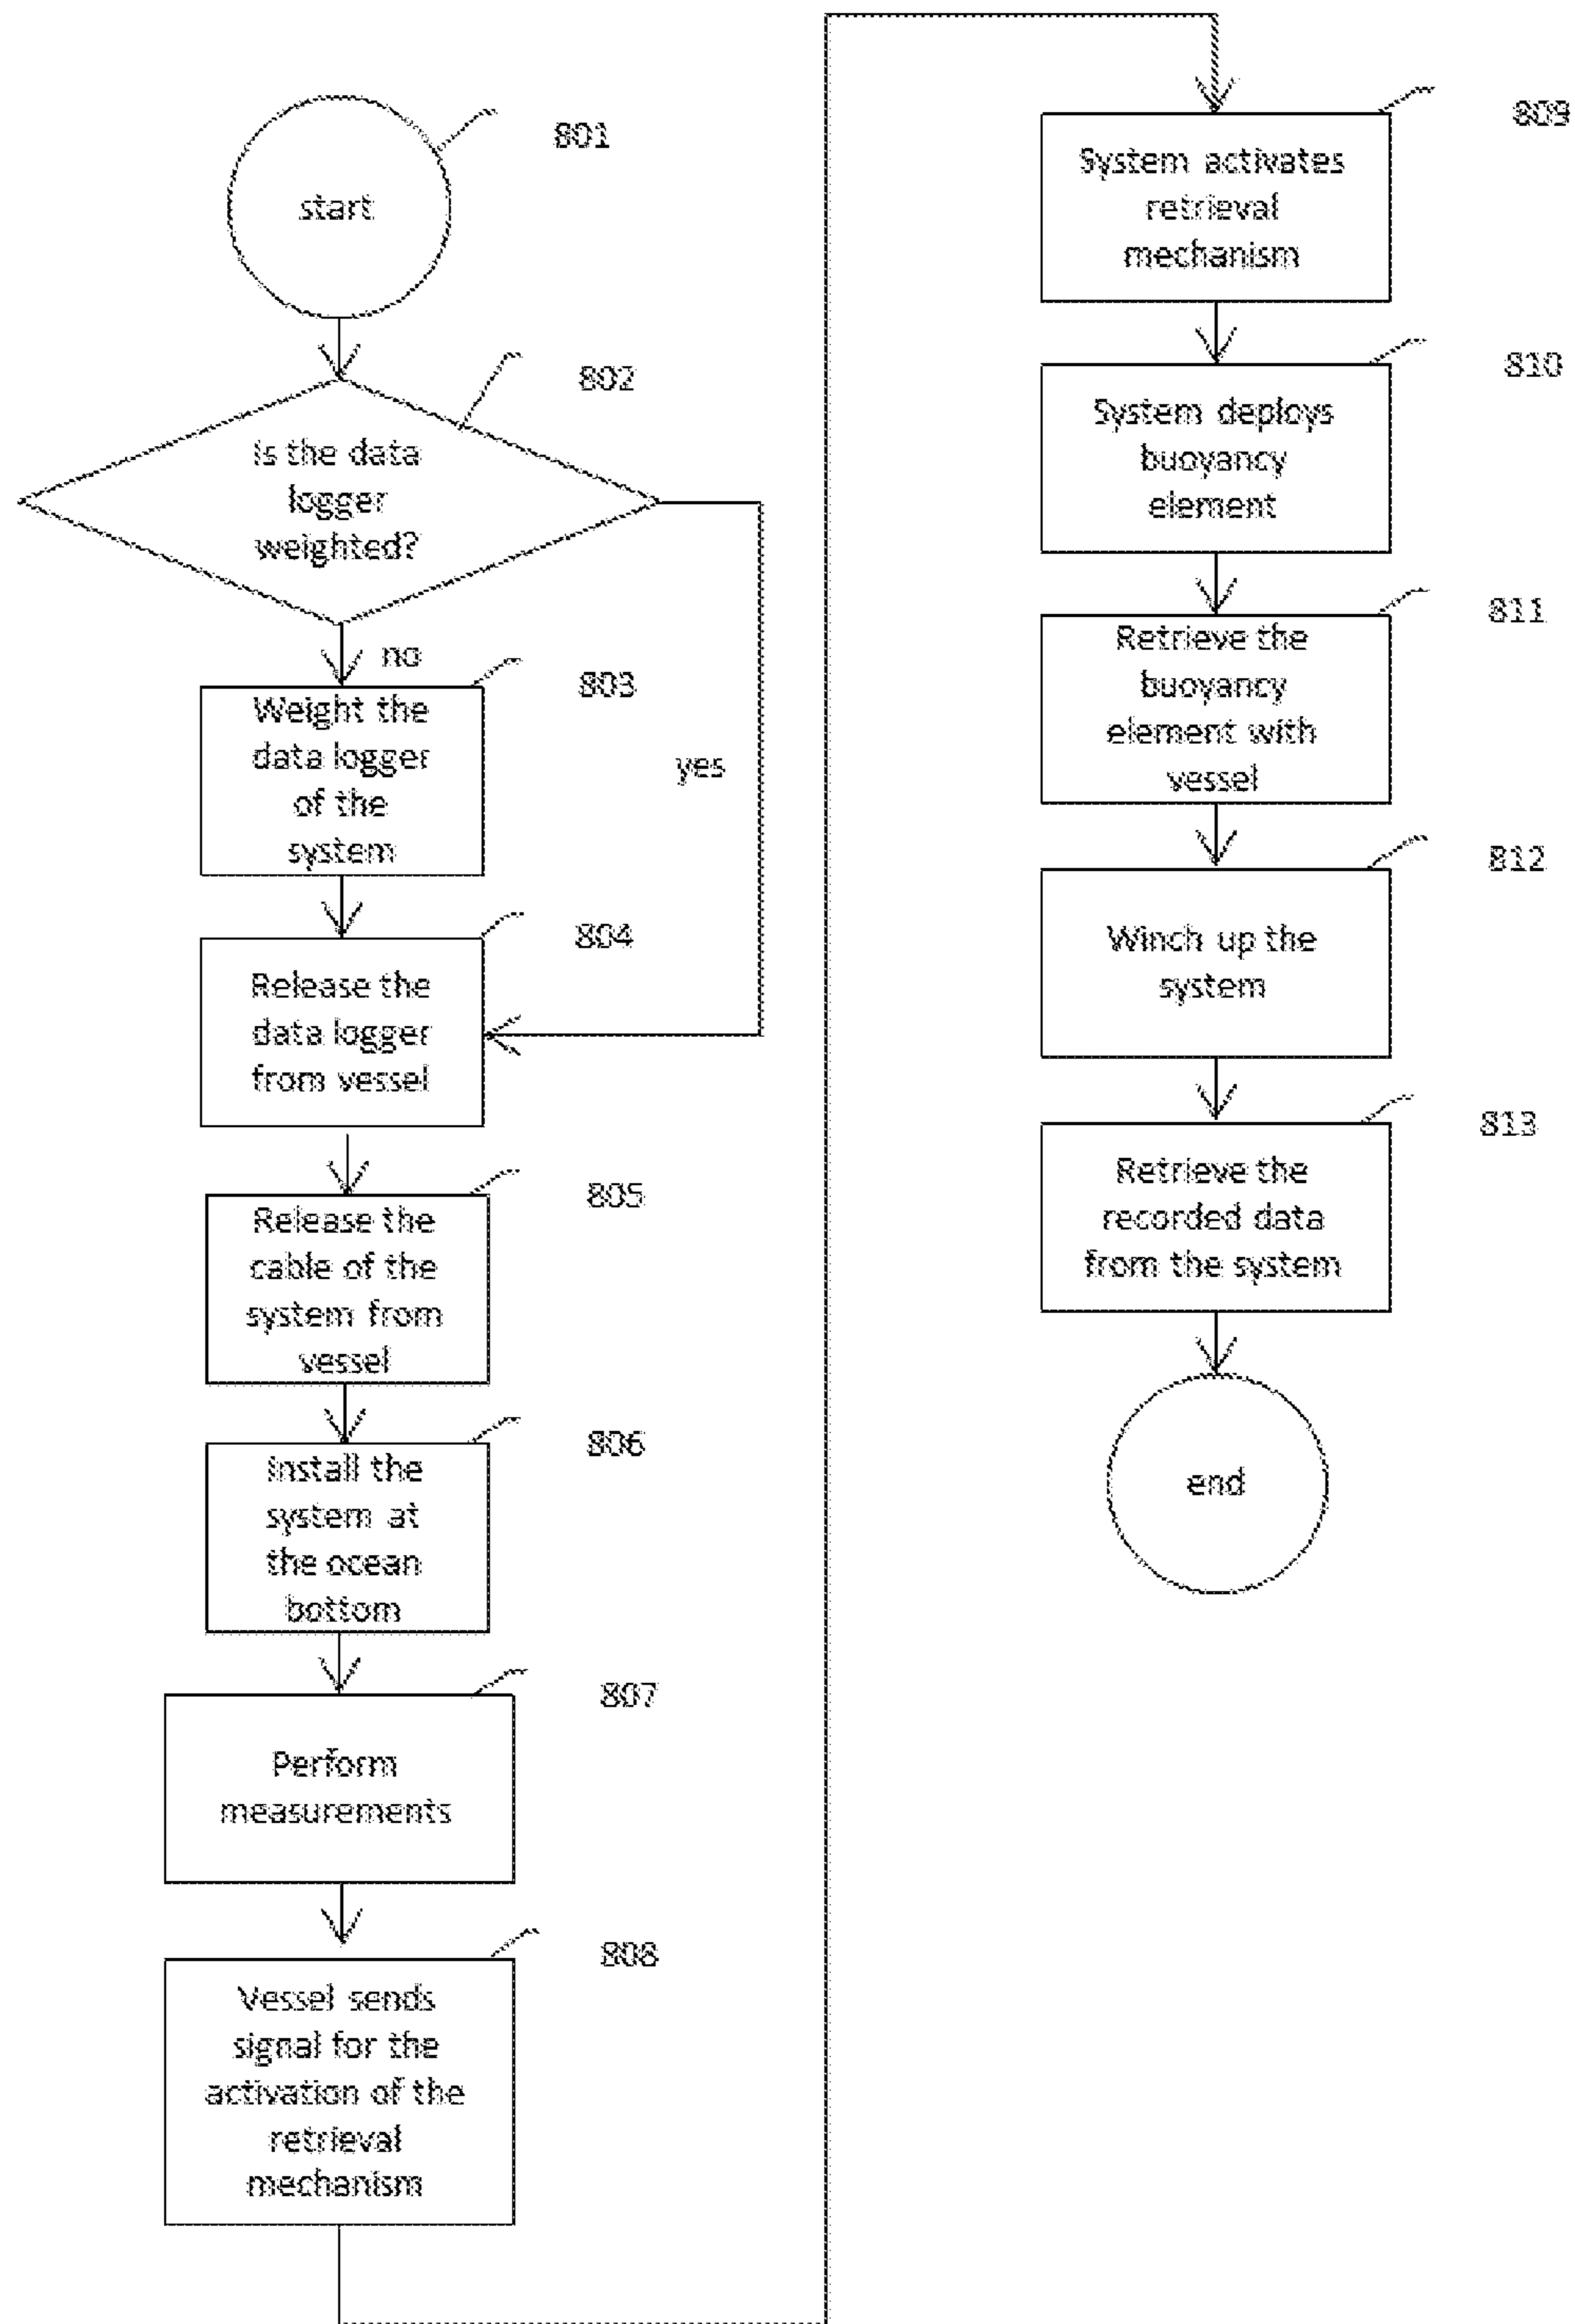 801
start
802
Is the data
logger
weighted?
no
803
Weight the
data logger
of the
system
yes
804
Release the
data logger
from vessel
805
Release the
cable of the
system from
vessel
806
Install the
system at
the ocean
bottom
807
Perform
measurements
808
Vessel sends
signal for the
activation of the
retrieval
mechanism
809
System activates
retrieval
mechanism
810
System deploys
buoyancy
element
811
Retrieve the
buoyancy
element with
vessel
812
Winch up the
system
813
Retrieve the
recorded data
from the system
end